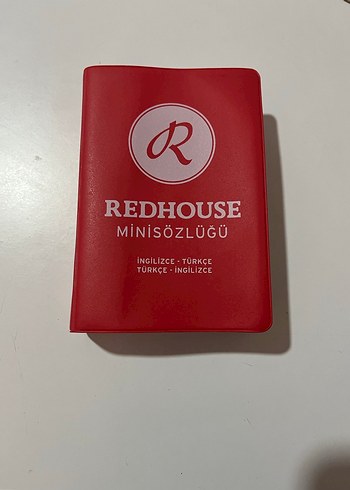 R
REDHOUSE
MİNİSÖZLÜĞÜ
İNGİLİZCE - TÜRKÇE
TÜRKÇE - İNGİLİZCE